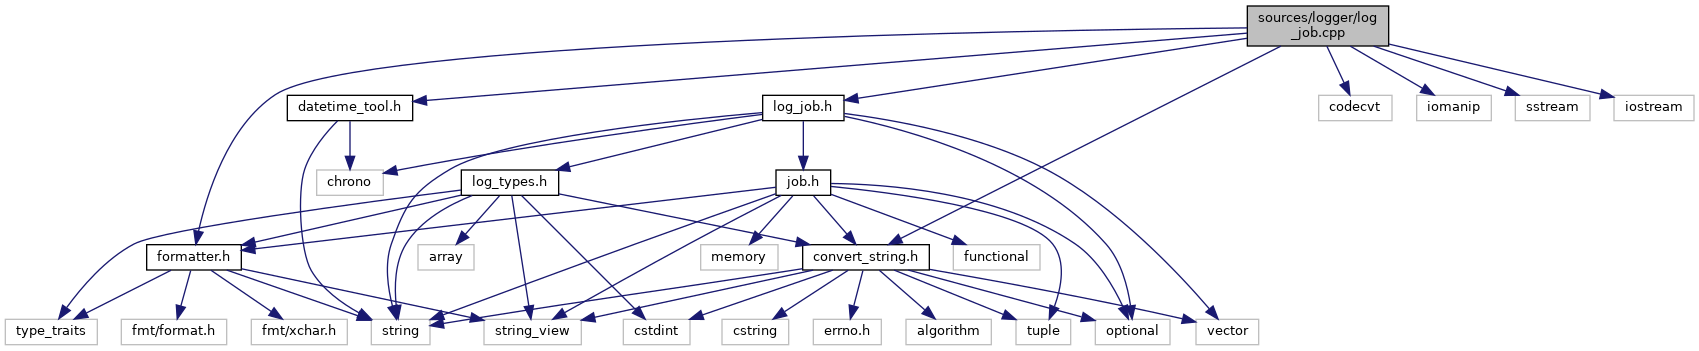 sources/logger/log
_job.cpp
datetime_tool.h
log_job.h
codecvt
iomanip
sstream
iostream
chrono
log_types.h
job.h
formatter.h
array
memory
convert_string.h
functional
type_traits
fmt/format.h
fmt/xchar.h
string
string_view
cstdint
cstring
errno.h
algorithm
tuple
optional
vector